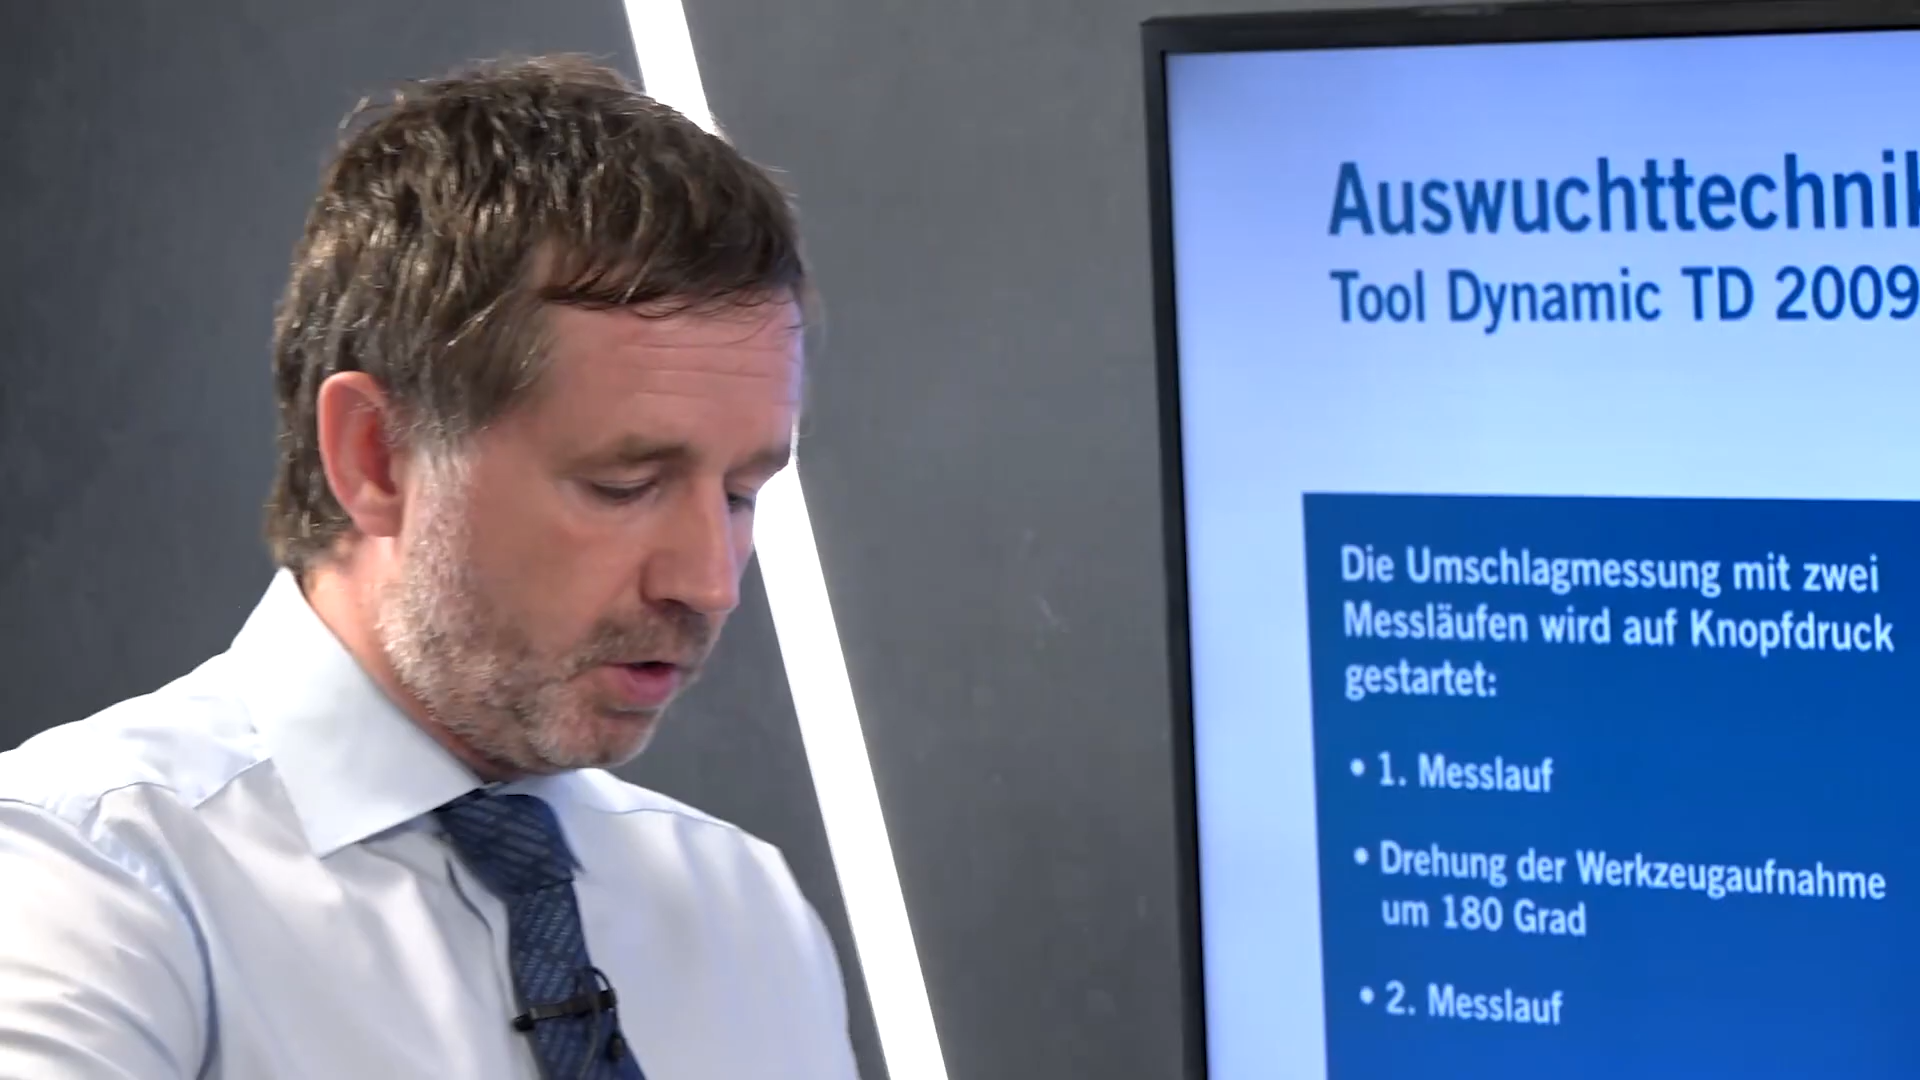 Auswuchttechnik
Tool Dynamic TD 2009
Die Umschlagmessung mit zwei
Messläufen wird auf Knopfdruck
gestartet:
• 1. Messlauf
• Drehung der Werkzeugaufnahme
um 180 Grad
• 2. Messlauf